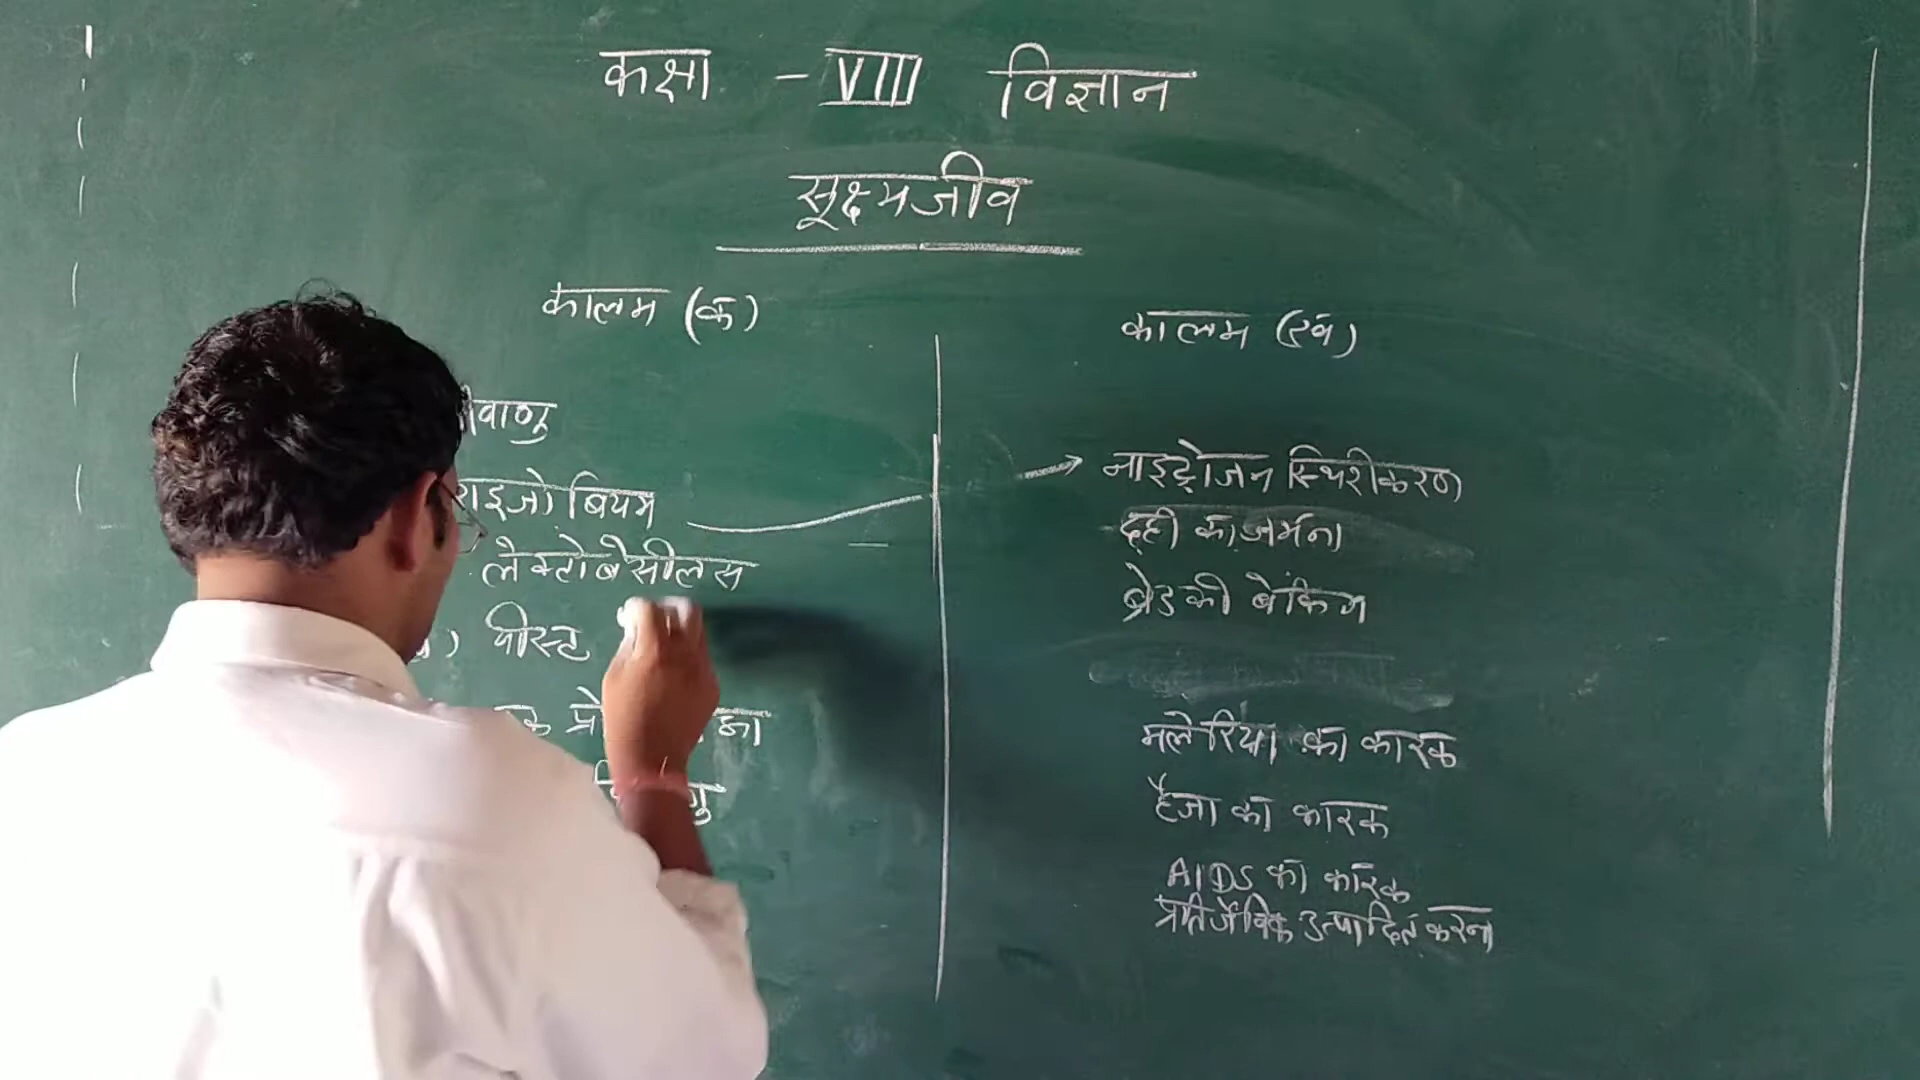 कक्षा - VIII विज्ञान
सूक्ष्मजीव
कालम (क)
राइजोबियम
लेक्टोबेसीलस
यीस्ट
कालम (ख)
नाइट्रोजन स्थिरीकरण
दही का जमना
ब्रेड की बेकिंग
मलेरिया का कारक
हैजा का कारक
AIDS का कारक
प्रतिजैविक उत्पादित करना